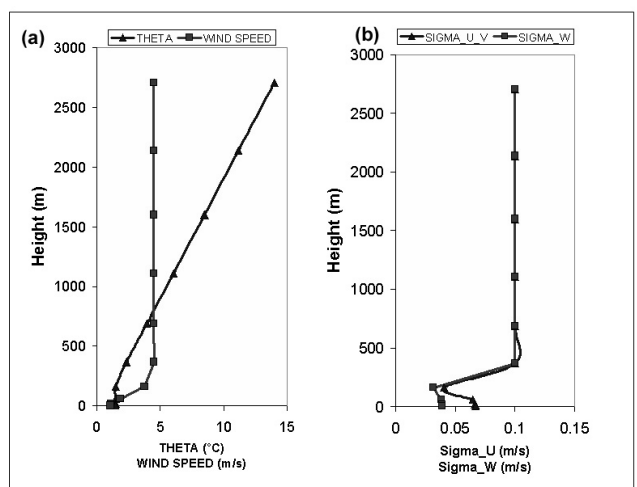 (a)
THETA WIND SPEED
3000
2500
2000
1500
1000
500
0
Height (m)
0 5 10 15
THETA (°C)
WIND SPEED (m/s)
(b)
SIGMA_U_V SIGMA_W
3000
2500
2000
1500
1000
500
0
Height (m)
0 0.05 0.1 0.15
Sigma_U (m/s)
Sigma_W (m/s)